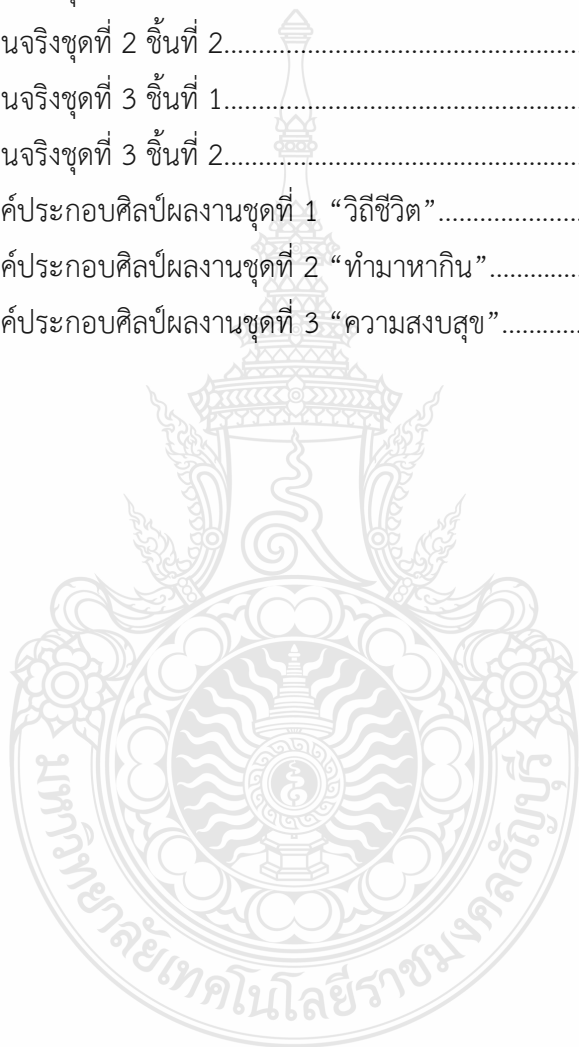 นจริงชุดที่ 2 ชิ้นที่ 2
นจริงชุดที่ 3 ชิ้นที่ 1
นจริงชุดที่ 3 ชิ้นที่ 2
ค์ประกอบศิลป์ผลงานชุดที่ 1 “วิถีชีวิต”
ค์ประกอบศิลป์ผลงานชุดที่ 2 “ทำมาหากิน”
ค์ประกอบศิลป์ผลงานชุดที่ 3 “ความสงบสุข”
มหาวิทยาลัยเทคโนโลยีราชมงคลธัญบุรี